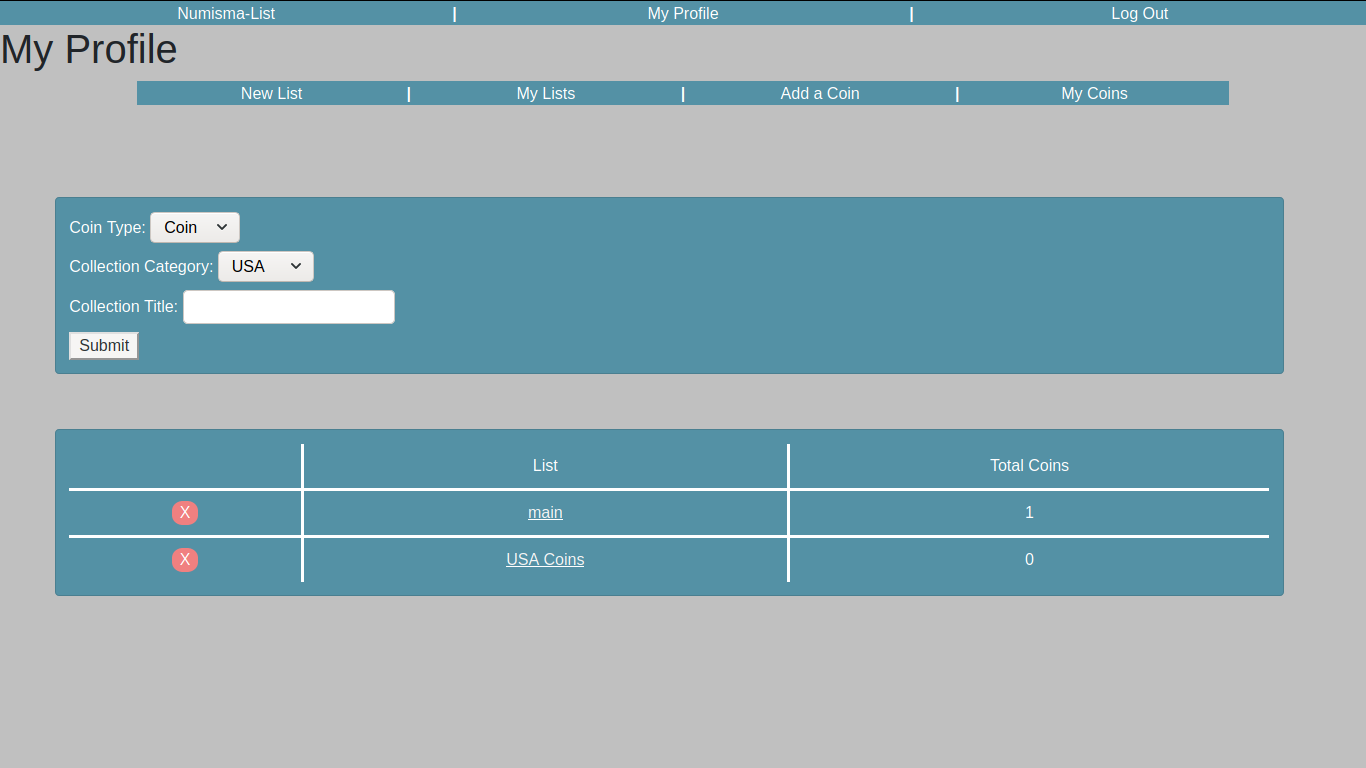 Numisma-List | My Profile | Log Out
My Profile
New List | My Lists | Add a Coin | My Coins
Coin Type: Coin
Collection Category: USA
Collection Title:
Submit
List Total Coins
X main 1
X USA Coins 0